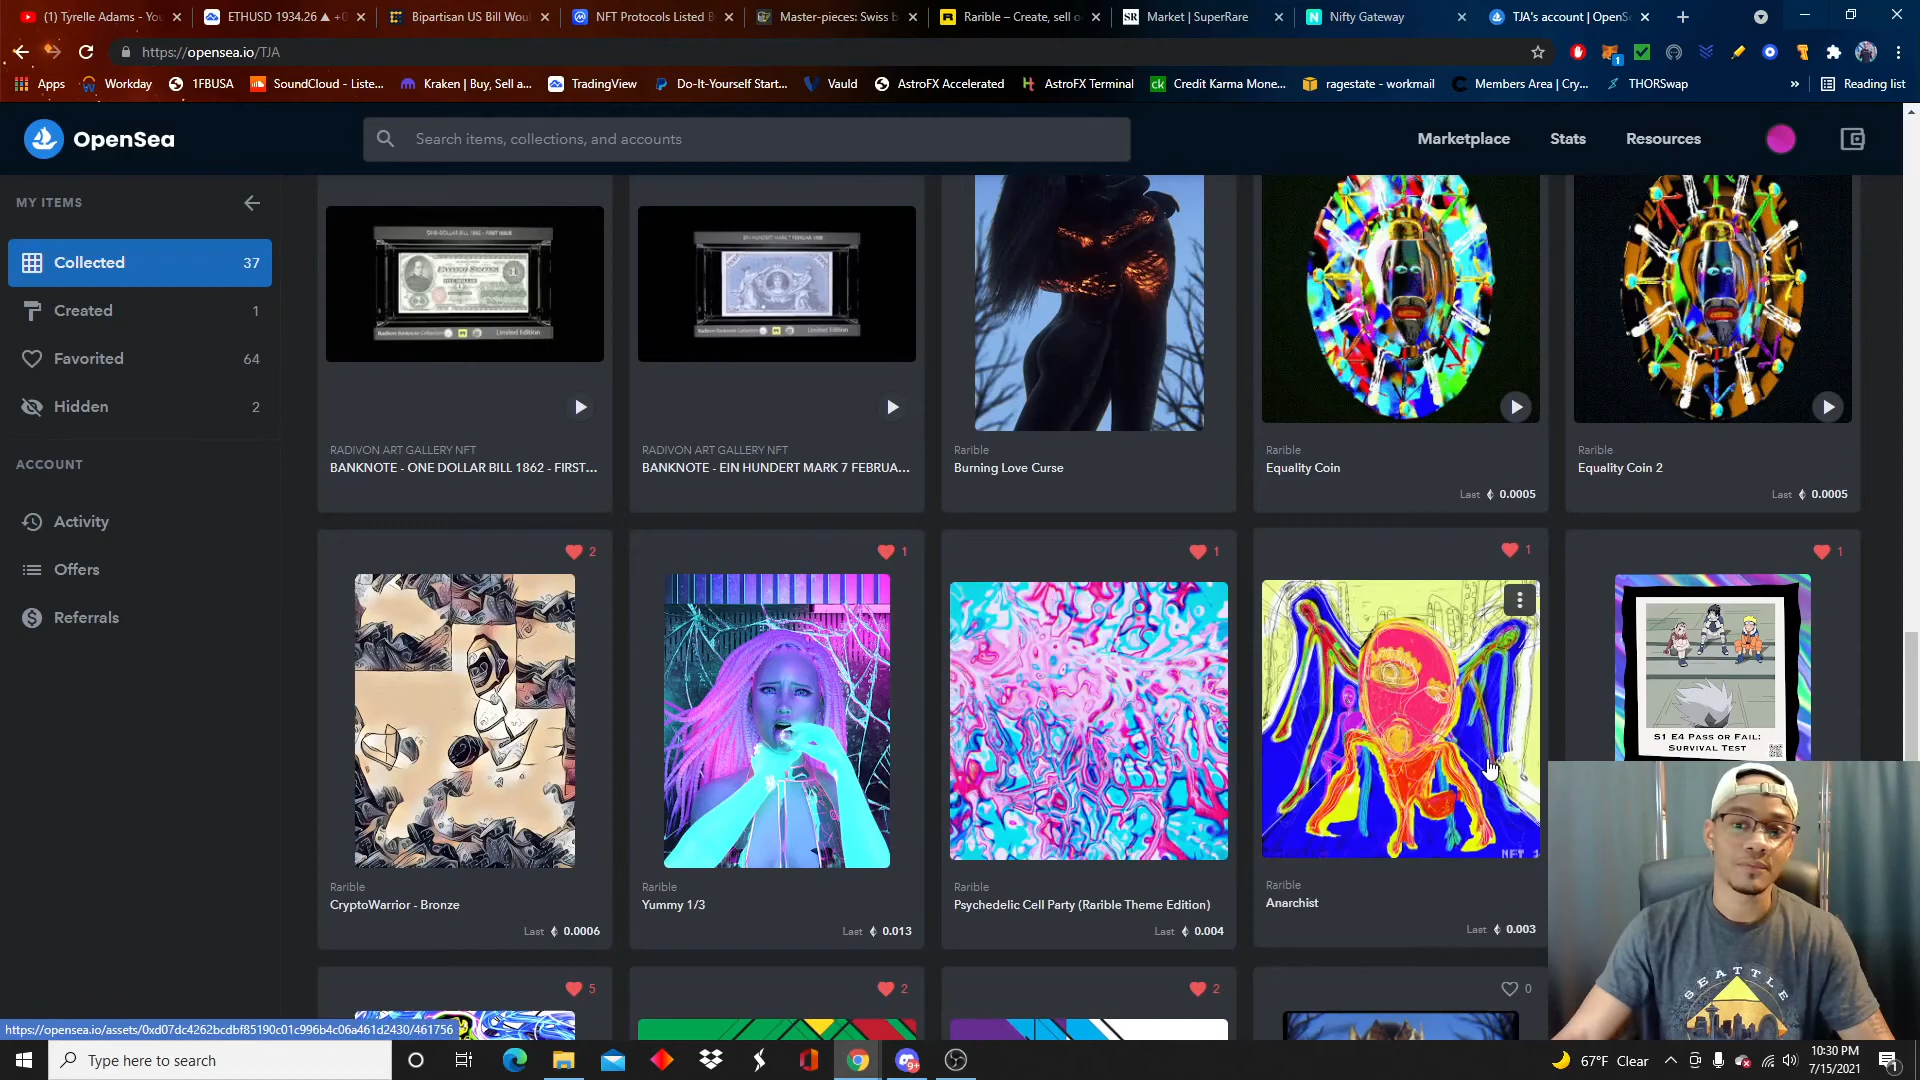 (1) Tyrelle Adams - You
ETHUSD 1934.26 ▲ +0
Bipartisan US Bill Wou
NFT Protocols Listed B
Master-pieces: Swiss b
Rarible – Create, sell o
Market | SuperRare
Nifty Gateway
TJA's account | OpenS
https://opensea.io/TJA
Apps
Workday
1FBUSA
SoundCloud - Liste...
Kraken | Buy, Sell a...
TradingView
Do-It-Yourself Start...
Vauld
AstroFX Accelerated
AstroFX Terminal
Credit Karma Mone...
ragestate - workmail
Members Area | Cry...
THORSwap
Reading list
OpenSea
Search items, collections, and accounts
Marketplace
Stats
Resources
MY ITEMS
Collected 37
Created 1
Favorited 64
Hidden 2
ACCOUNT
Activity
Offers
Referrals
RADIVON ART GALLERY NFT
BANKNOTE - ONE DOLLAR BILL 1862 - FIRST...
RADIVON ART GALLERY NFT
BANKNOTE - EIN HUNDERT MARK 7 FEBRUA...
Rarible
Burning Love Curse
Rarible
Equality Coin
Last 0.0005
Rarible
Equality Coin 2
Last 0.0005
2
1
1
1
1
S1 E4 PASS OR FAIL:
SURVIVAL TEST
NFT 1
Rarible
CryptoWarrior - Bronze
Last 0.0006
Rarible
Yummy 1/3
Last 0.013
Rarible
Psychedelic Cell Party (Rarible Theme Edition)
Last 0.004
Rarible
Anarchist
Last 0.003
5
2
2
0
SEATTLE
https://opensea.io/assets/0xd07dc4262bcdbf85190c01c996b4c06a461d2430/461756
Type here to search
67°F Clear
10:30 PM
7/15/2021